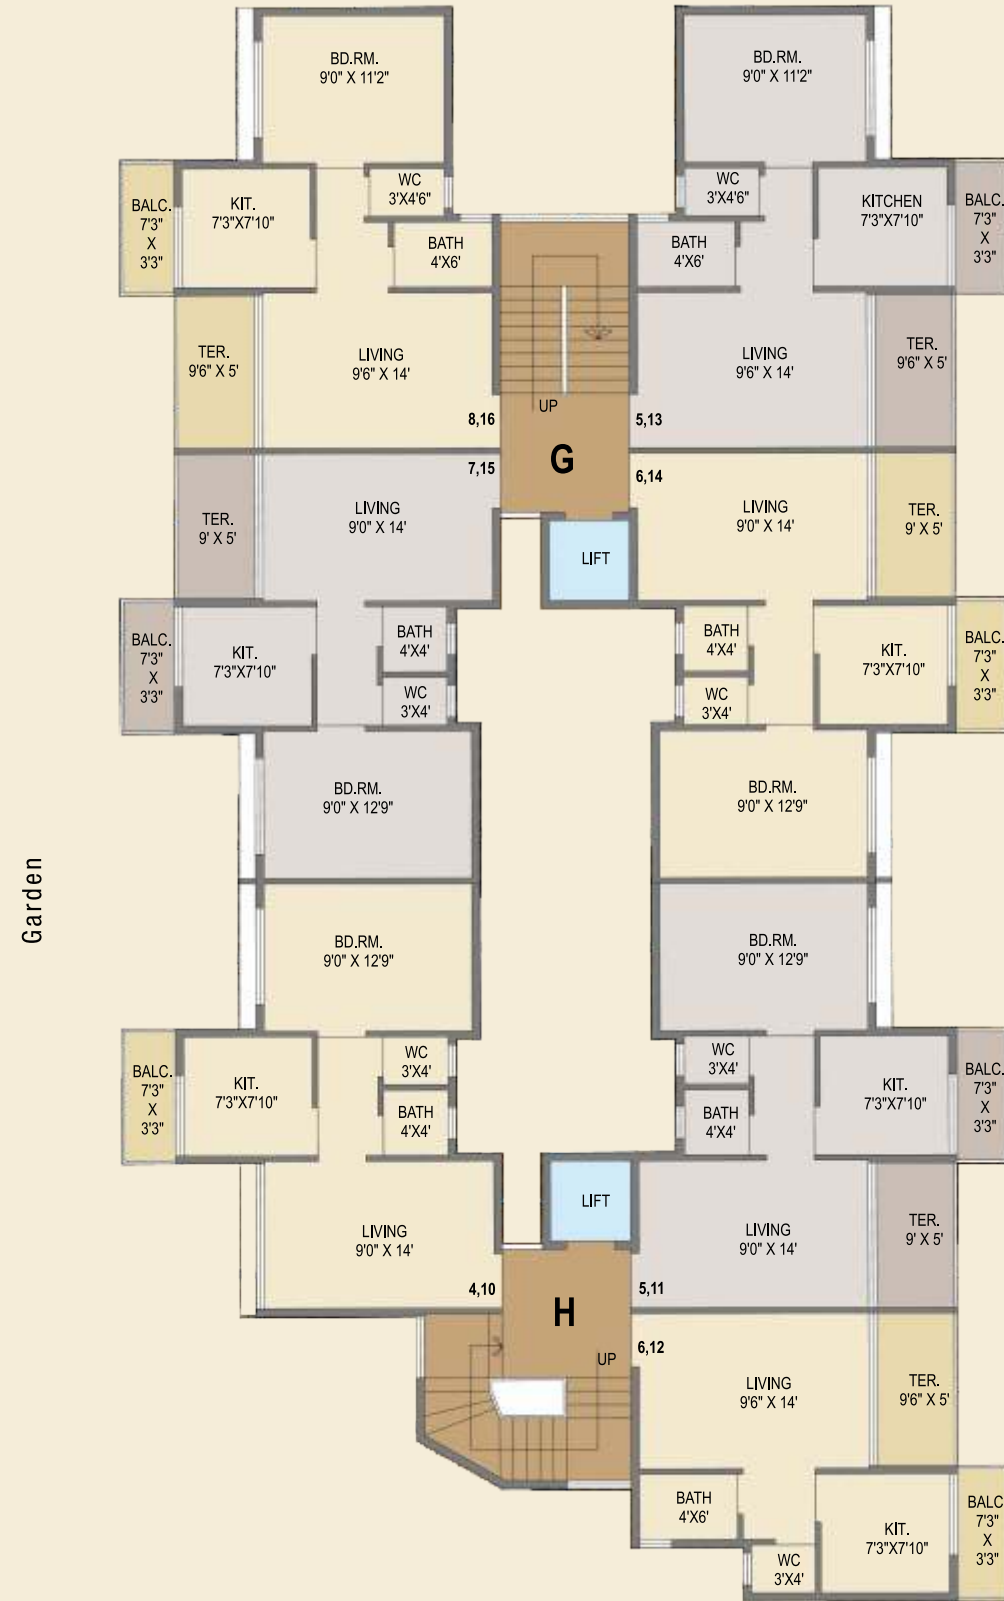 BD.RM.
9'0" X 11'2"
BD.RM.
9'0" X 11'2"
BALC.
7'3"
X
3'3"
KIT.
7'3"X7'10"
WC
3'X4'6"
BATH
4'X6'
WC
3'X4'6"
BATH
4'X6'
KITCHEN
7'3"X7'10"
BALC.
7'3"
X
3'3"
TER.
9'6" X 5'
LIVING
9'6" X 14'
UP
LIVING
9'6" X 14'
TER.
9'6" X 5'
8,16
5,13
G
7,15
6,14
TER.
9' X 5'
LIVING
9'0" X 14'
LIFT
LIVING
9'0" X 14'
TER.
9' X 5'
BALC.
7'3"
X
3'3"
KIT.
7'3"X7'10"
BATH
4'X4'
WC
3'X4'
BATH
4'X4'
WC
3'X4'
KIT.
7'3"X7'10"
BALC.
7'3"
X
3'3"
BD.RM.
9'0" X 12'9"
BD.RM.
9'0" X 12'9"
Garden
BD.RM.
9'0" X 12'9"
BD.RM.
9'0" X 12'9"
BALC.
7'3"
X
3'3"
KIT.
7'3"X7'10"
WC
3'X4'
BATH
4'X4'
WC
3'X4'
BATH
4'X4'
KIT.
7'3"X7'10"
BALC.
7'3"
X
3'3"
LIVING
9'0" X 14'
LIFT
LIVING
9'0" X 14'
TER.
9' X 5'
4,10
5,11
H
UP
6,12
LIVING
9'6" X 14'
TER.
9'6" X 5'
BATH
4'X6'
WC
3'X4'
KIT.
7'3"X7'10"
BALC
7'3"
X
3'3"